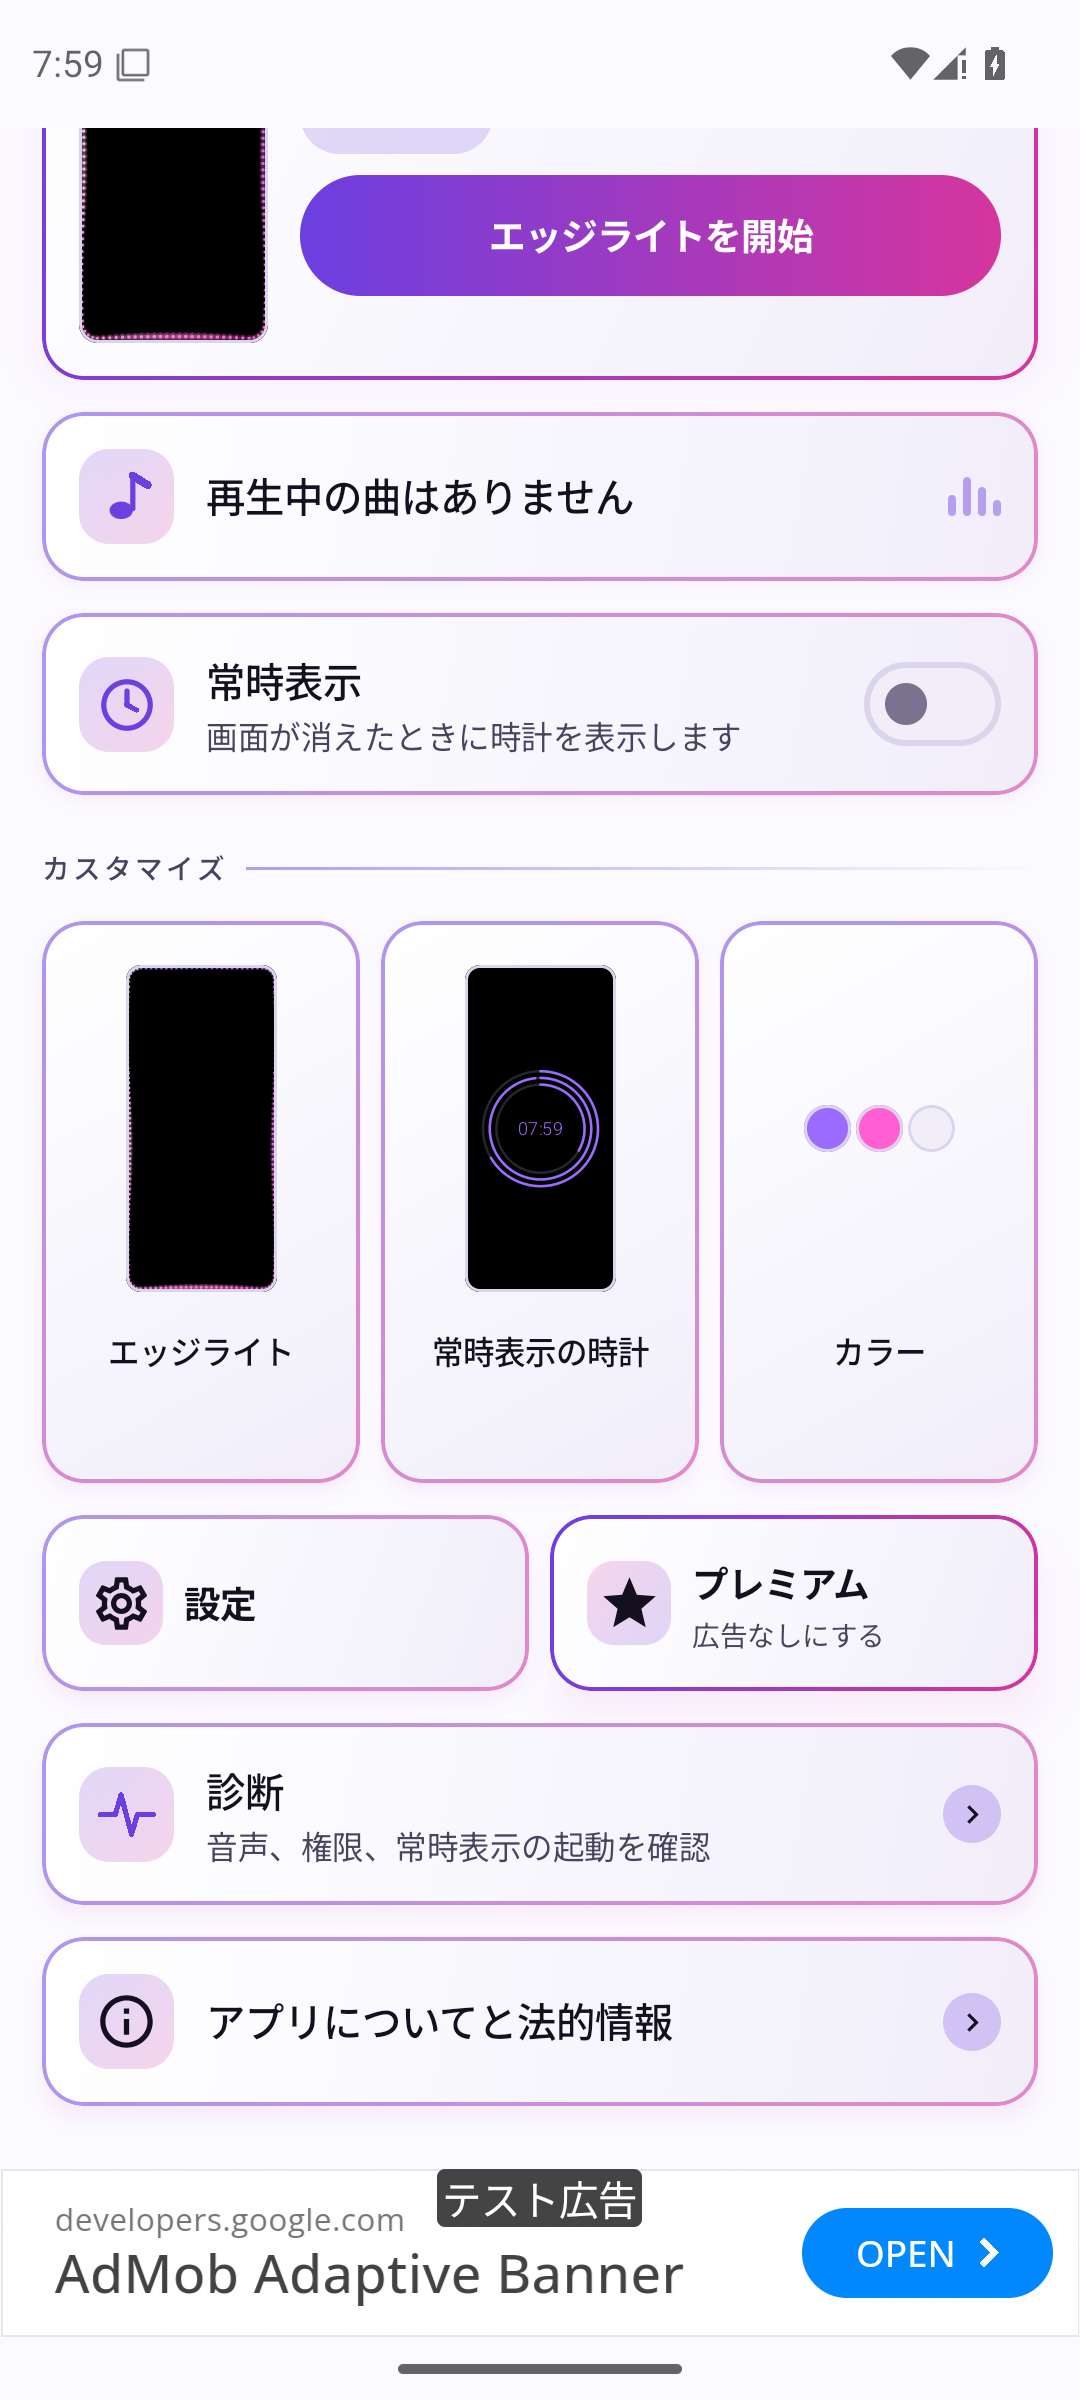 7:59
エッジライトを開始
再生中の曲はありません
常時表示
画面が消えたときに時計を表示します
カスタマイズ
07:59
エッジライト
常時表示の時計
カラー
設定
プレミアム
広告なしにする
診断
音声、権限、常時表示の起動を確認
アプリについてと法的情報
テスト広告
developers.google.com
AdMob Adaptive Banner
OPEN